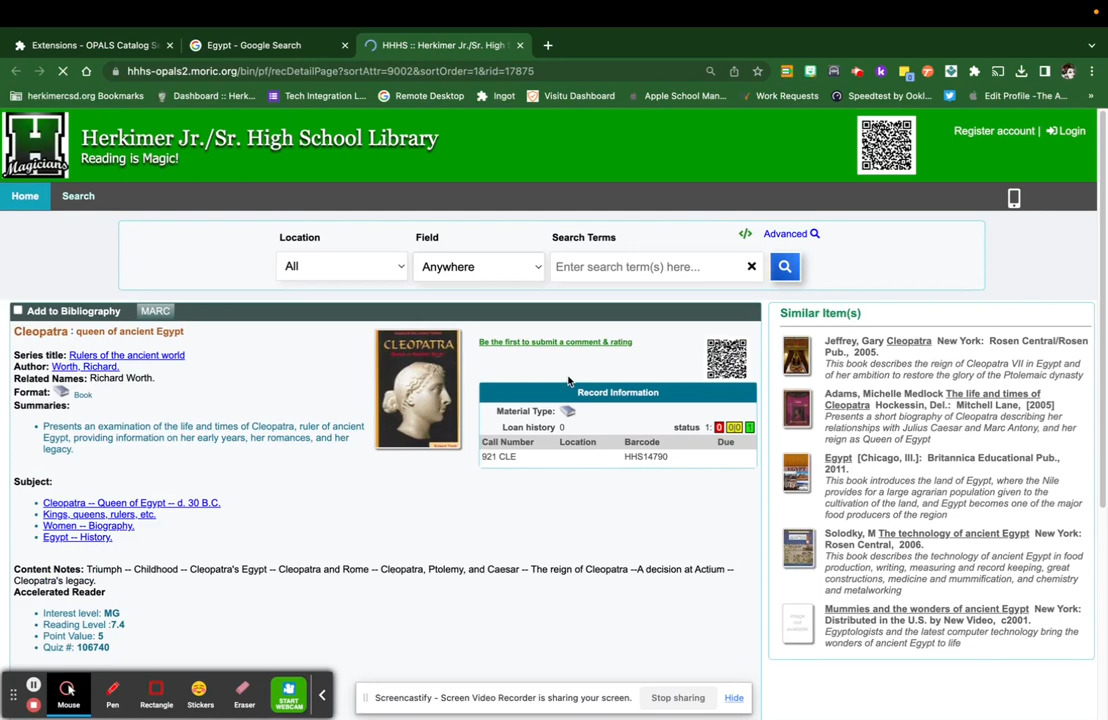 Extensions - OPALS Catalog S
Egypt - Google Search
HHHS :: Herkimer Jr./Sr. High
hhhs-opals2.moric.org/bin/pf/recDetailPage?sortAttr=9002&sortOrder=1&rid=17875
herkimercsd.org Bookmarks
Dashboard :: Herk...
Tech Integration L...
Remote Desktop
Ingot
Visitu Dashboard
Apple School Man...
Work Requests
Speedtest by Ookl...
Edit Profile -The A...
»
H
Magicians
Herkimer Jr./Sr. High School Library
Reading is Magic!
Register account | Login
Home
Search
Location
Field
Search Terms
</>
Advanced
All
Anywhere
Enter search term(s) here...
Add to Bibliography
MARC
Cleopatra : queen of ancient Egypt
Series title: Rulers of the ancient world
Author: Worth, Richard.
Related Names: Richard Worth.
Format: Book
Summaries:
• Presents an examination of the life and times of Cleopatra, ruler of ancient
Egypt, providing information on her early years, her romances, and her
legacy.
Subject:
• Cleopatra -- Queen of Egypt -- d. 30 B.C.
• Kings, queens, rulers, etc.
• Women -- Biography.
• Egypt -- History.
Content Notes: Triumph -- Childhood -- Cleopatra's Egypt -- Cleopatra and Rome -- Cleopatra, Ptolemy, and Caesar -- The reign of Cleopatra --A decision at Actium --
Cleopatra's legacy.
Accelerated Reader
• Interest level: MG
• Reading Level :7.4
• Point Value: 5
• Quiz #: 106740
CLEOPATRA
Be the first to submit a comment & rating
Record Information
Material Type:
Loan history 0
status 1: 0 0|0 1
Call Number Location Barcode Due
921 CLE HHS14790
Similar Item(s)
Jeffrey, Gary Cleopatra New York: Rosen Central/Rosen
Pub., 2005.
This book describes the reign of Cleopatra VII in Egypt and
of her ambition to restore the glory of the Ptolemaic dynasty
Adams, Michelle Medlock The life and times of
Cleopatra Hockessin, Del.: Mitchell Lane, [2005]
Presents a short biography of Cleopatra describing her
relationships with Julius Caesar and Marc Antony, and her
reign as Queen of Egypt
Egypt [Chicago, Ill.]: Britannica Educational Pub.,
2011.
This book introduces the land of Egypt, where the Nile
provides for a large agrarian population given to the
cultivation of the land, and Egypt becomes one of the major
food producers of the region
Solodky, M The technology of ancient Egypt New York:
Rosen Central, 2006.
This book describes the technology of ancient Egypt in food
production, writing, measuring and record keeping, great
constructions, medicine and mummification, and chemistry
and metalworking
image
not
available
Mummies and the wonders of ancient Egypt New York:
Distributed in the U.S. by New Video, c2001.
Egyptologists and the latest computer technology bring the
wonders of ancient Egypt to life
Mouse
Pen
Rectangle
Stickers
Eraser
START
WEBCAM
Screencastify - Screen Video Recorder is sharing your screen.
Stop sharing
Hide